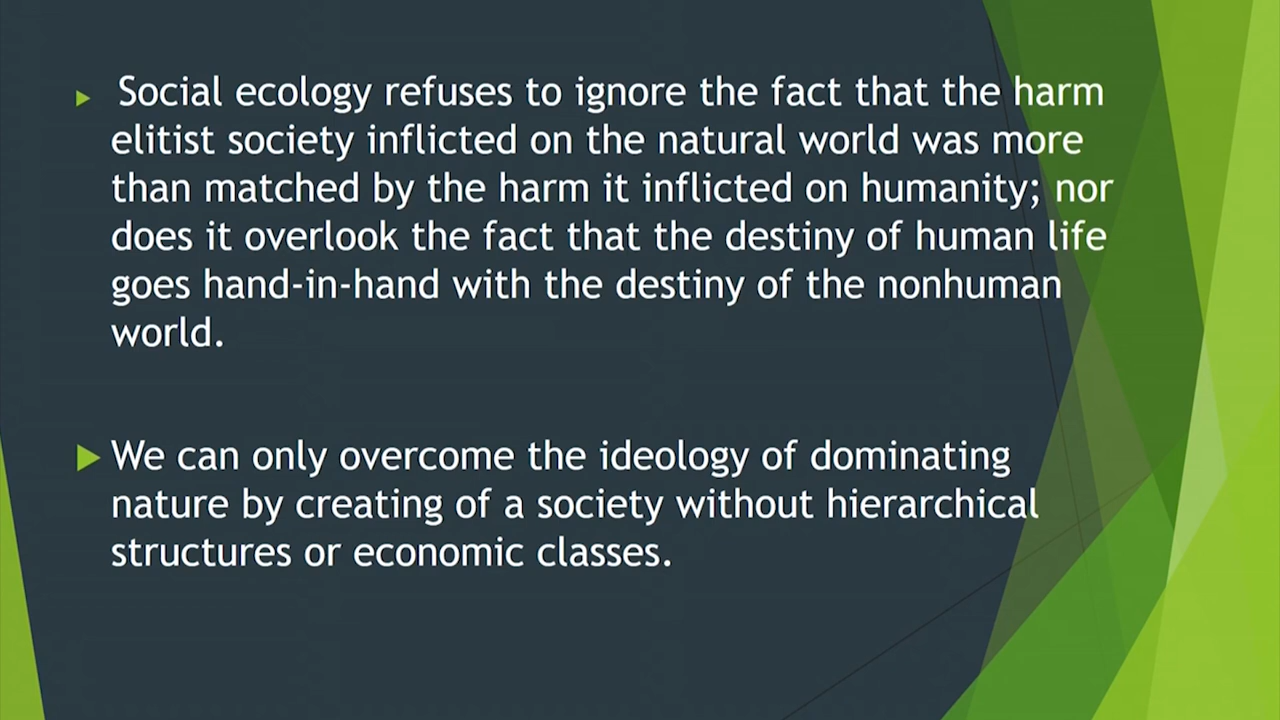 Social ecology refuses to ignore the fact that the harm
elitist society inflicted on the natural world was more
than matched by the harm it inflicted on humanity; nor
does it overlook the fact that the destiny of human life
goes hand-in-hand with the destiny of the nonhuman
world.
We can only overcome the ideology of dominating
nature by creating of a society without hierarchical
structures or economic classes.